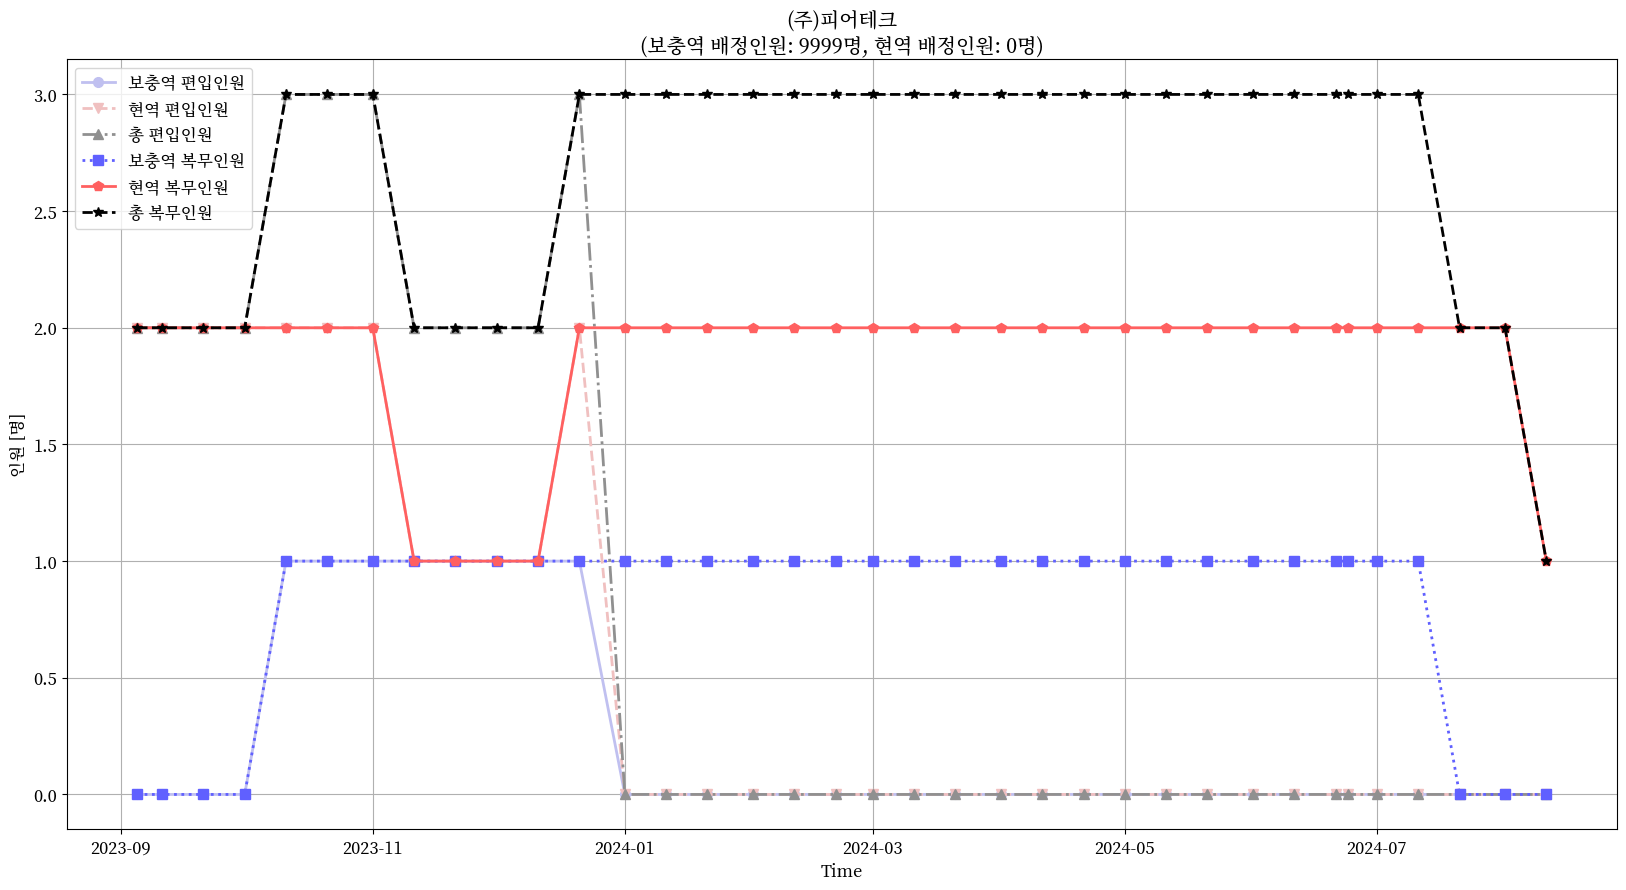 (주)피어테크
(보충역 배정인원: 9999명, 현역 배정인원: 0명)
보충역 편입인원
현역 편입인원
총 편입인원
보충역 복무인원
현역 복무인원
총 복무인원
3.0
2.5
2.0
1.5
1.0
0.5
0.0
인원 [명]
2023-09
2023-11
2024-01
2024-03
2024-05
2024-07
Time